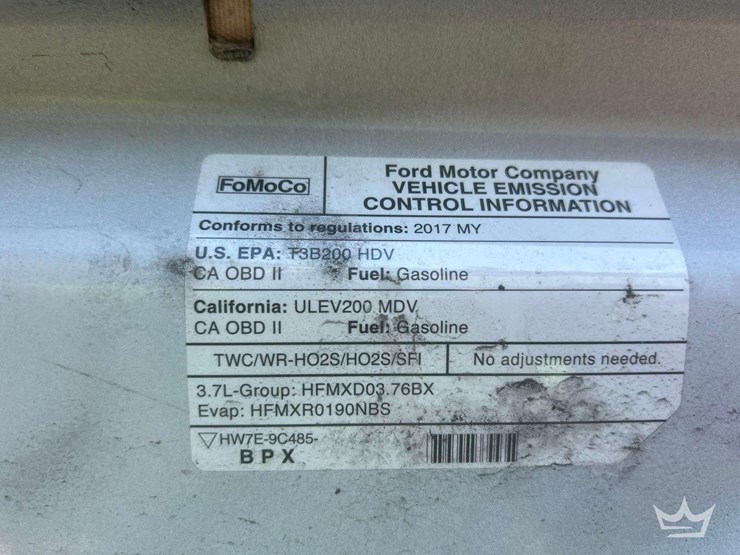 FoMoCo
Ford Motor Company
VEHICLE EMISSION
CONTROL INFORMATION
Conforms to regulations: 2017 MY
U.S. EPA: T3B200 HDV
CA OBD II Fuel: Gasoline
California: ULEV200 MDV
CA OBD II Fuel: Gasoline
TWC/WR-HO2S/HO2S/SFI No adjustments needed.
3.7L-Group: HFMXD03.76BX
Evap: HFMXR0190NBS
▽HW7E-9C485-
BPX